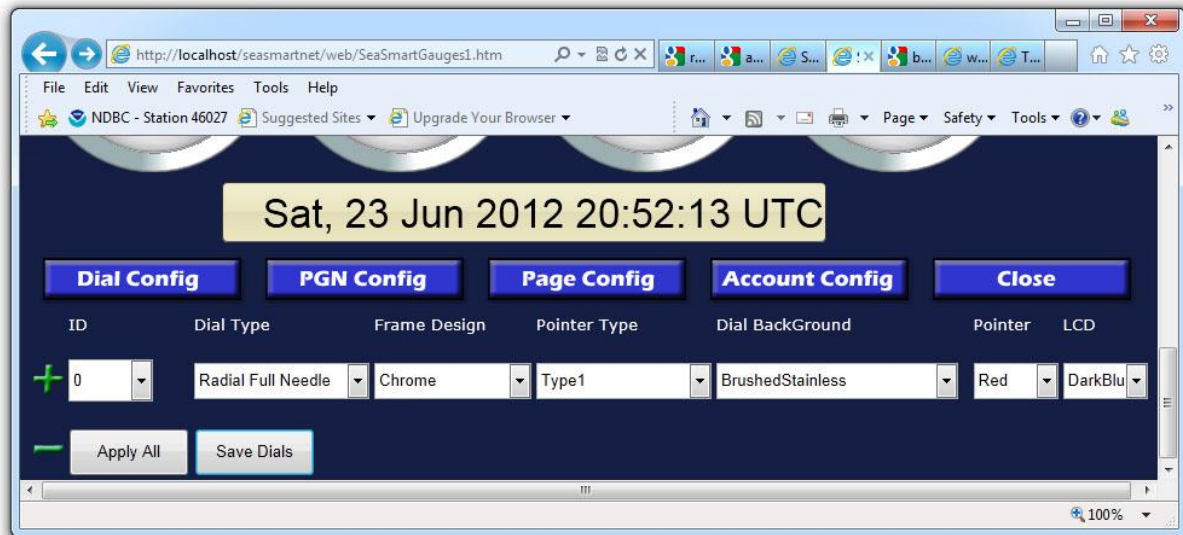 http://localhost/seasmartnet/web/SeaSmartGauges1.htm
r...
a...
S...
b...
w...
T...
File Edit View Favorites Tools Help
NDBC - Station 46027 Suggested Sites Upgrade Your Browser Page Safety Tools
Sat, 23 Jun 2012 20:52:13 UTC
Dial Config PGN Config Page Config Account Config Close
ID Dial Type Frame Design Pointer Type Dial BackGround Pointer LCD
0 Radial Full Needle Chrome Type1 BrushedStainless Red DarkBlu
Apply All Save Dials
100%